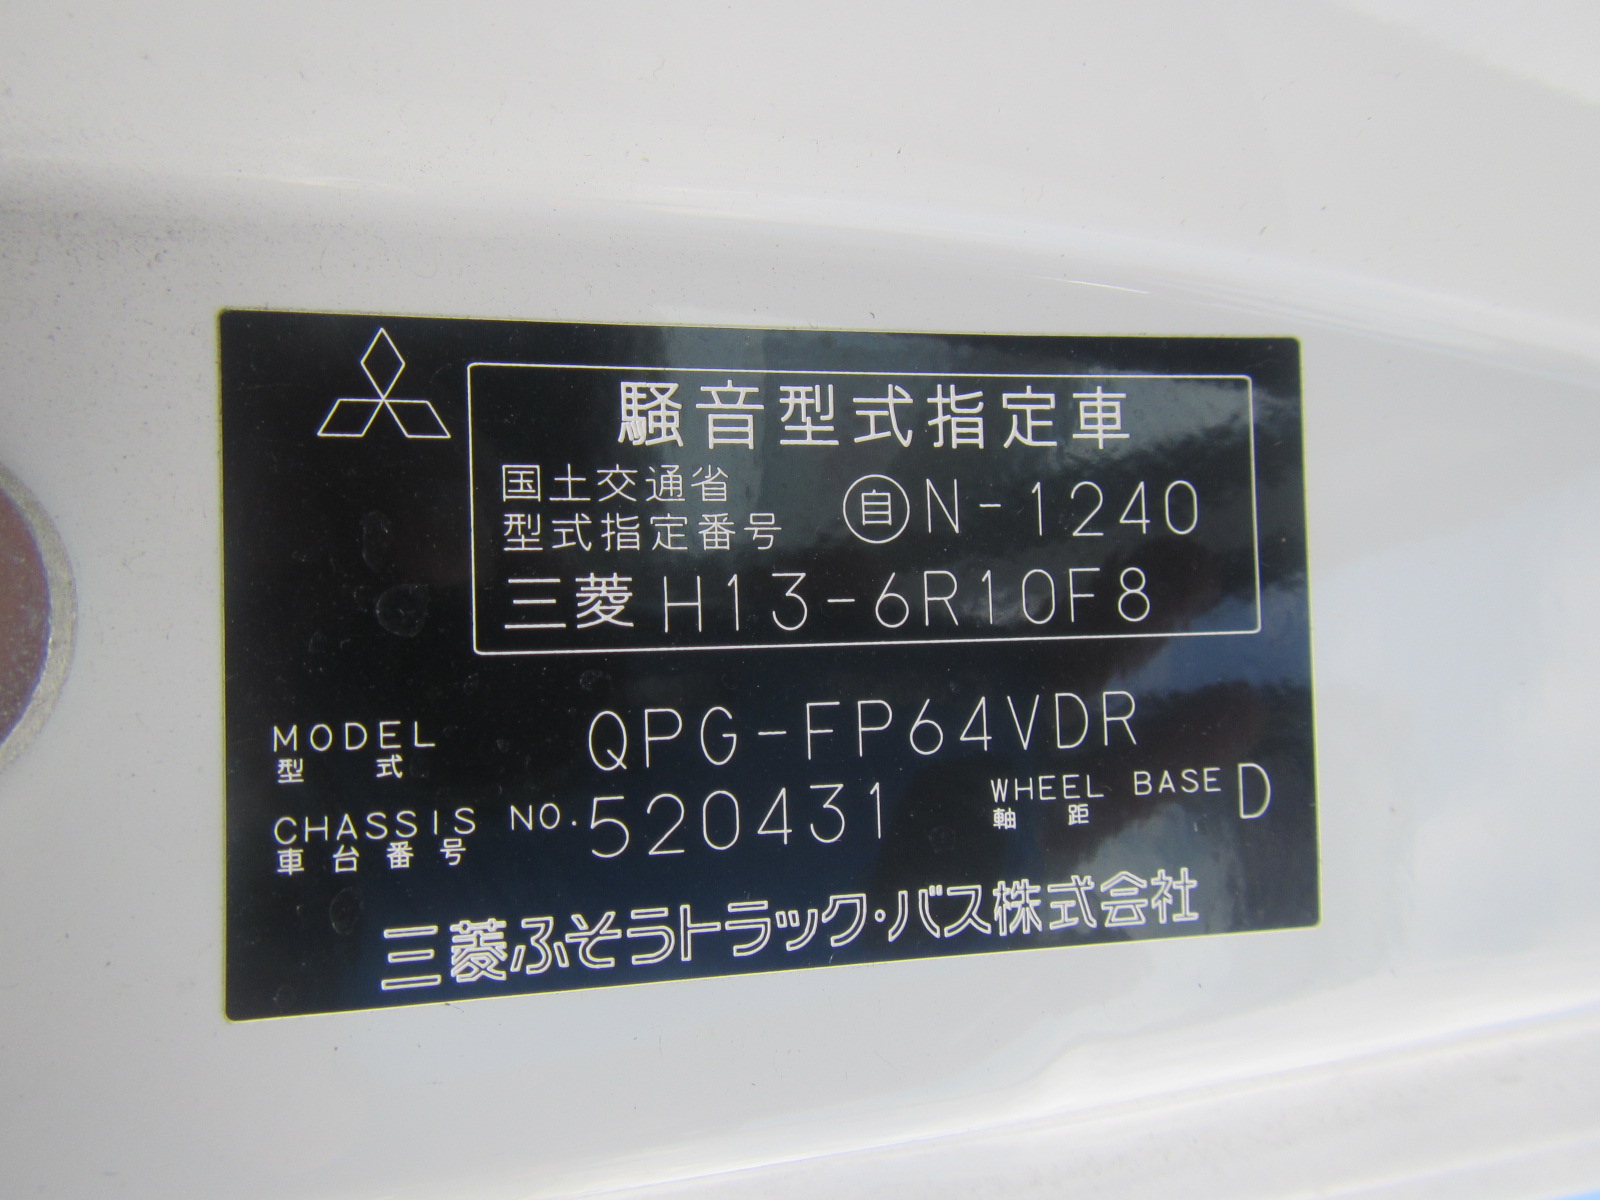 騒音型式指定車
国土交通省
型式指定番号 自N-1240
三菱 H13-6R10F8
MODEL QPG-FP64VDR
型式
CHASSIS NO. 520431 WHEEL BASE D
車台番号 軸距
三菱ふそうトラック・バス株式会社